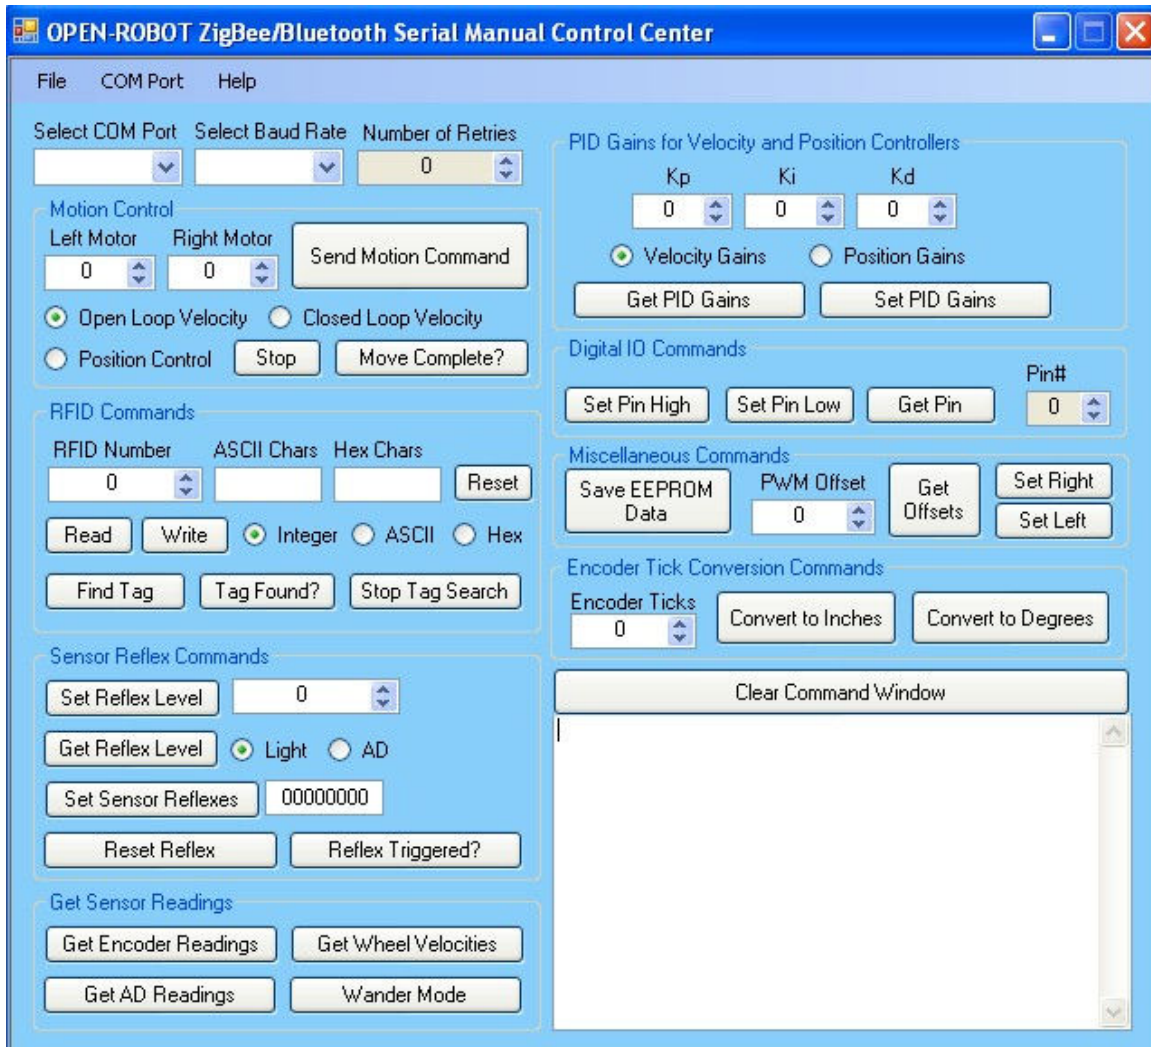 OPEN-ROBOT ZigBee/Bluetooth Serial Manual Control Center
File COM Port Help
Select COM Port Select Baud Rate Number of Retries
0
Motion Control
Left Motor Right Motor
0 0 Send Motion Command
Open Loop Velocity Closed Loop Velocity
Position Control Stop Move Complete?
RFID Commands
RFID Number ASCII Chars Hex Chars
0 Reset
Read Write Integer ASCII Hex
Find Tag Tag Found? Stop Tag Search
Sensor Reflex Commands
Set Reflex Level 0
Get Reflex Level Light AD
Set Sensor Reflexes 00000000
Reset Reflex Reflex Triggered?
Get Sensor Readings
Get Encoder Readings Get Wheel Velocities
Get AD Readings Wander Mode
PID Gains for Velocity and Position Controllers
Kp Ki Kd
0 0 0
Velocity Gains Position Gains
Get PID Gains Set PID Gains
Digital IO Commands
Pin#
Set Pin High Set Pin Low Get Pin 0
Miscellaneous Commands
Save EEPROM
Data
PWM Offset
0
Get
Offsets
Set Right
Set Left
Encoder Tick Conversion Commands
Encoder Ticks
0 Convert to Inches Convert to Degrees
Clear Command Window